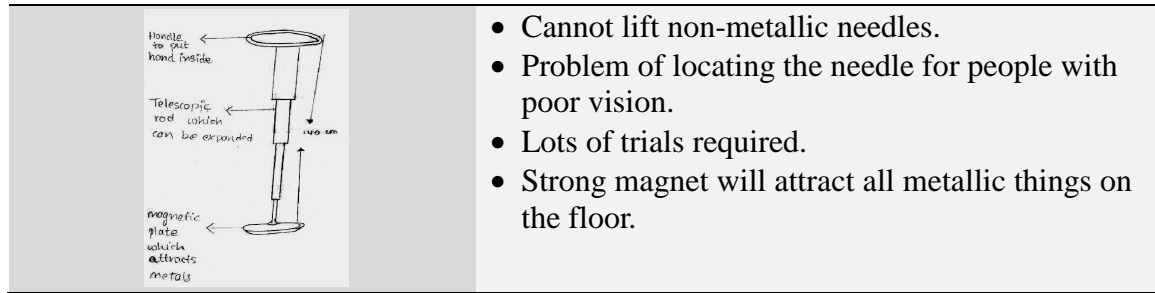 Handle
to put
hand inside
Telescopic
rod which
can be expanded
140 cm
magnetic
plate
which
attracts
metals
• Cannot lift non-metallic needles.
• Problem of locating the needle for people with
poor vision.
• Lots of trials required.
• Strong magnet will attract all metallic things on
the floor.